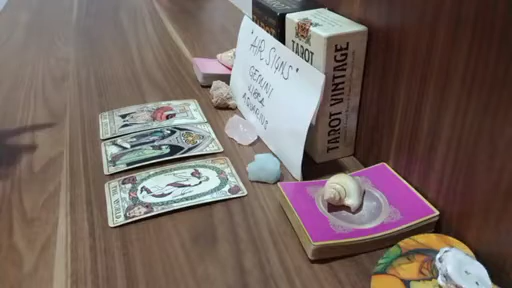 "AIR SIGNS"
GEMINI
LIBRA
AQUARIUS
TAROT
TAROT VINTAGE